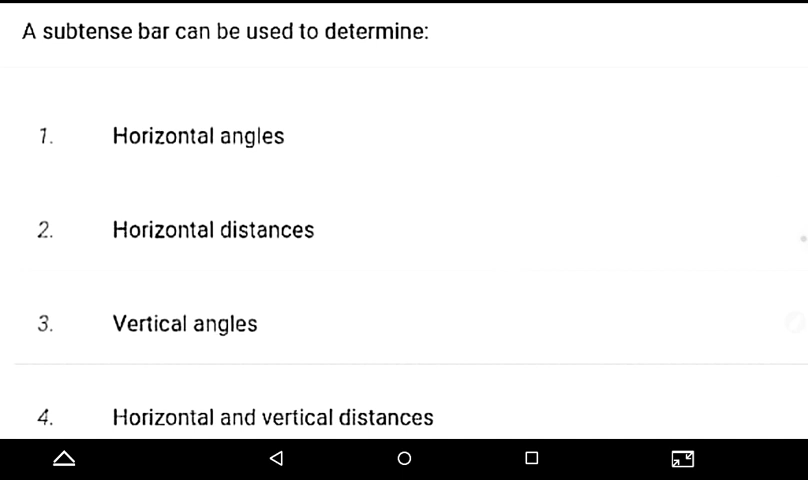 A subtense bar can be used to determine:
1. Horizontal angles
2. Horizontal distances
3. Vertical angles
4. Horizontal and vertical distances